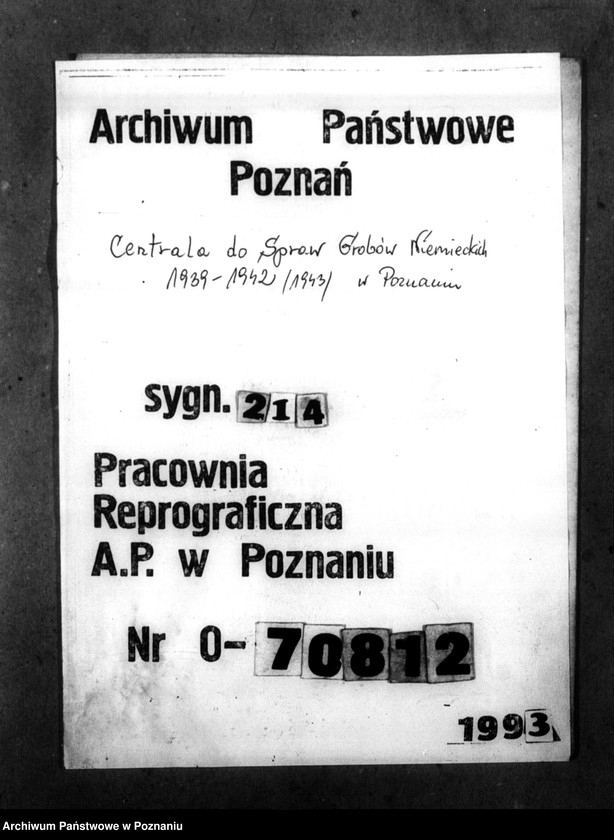 Archiwum Państwowe
Poznań
Centrala do Spraw Grobów Niemieckich
1939-1942 /1943/ w Poznaniu
sygn. 214
Pracownia
Reprograficzna
A.P. w Poznaniu
Nr 0-70812
1993
Archiwum Państwowe w Poznaniu